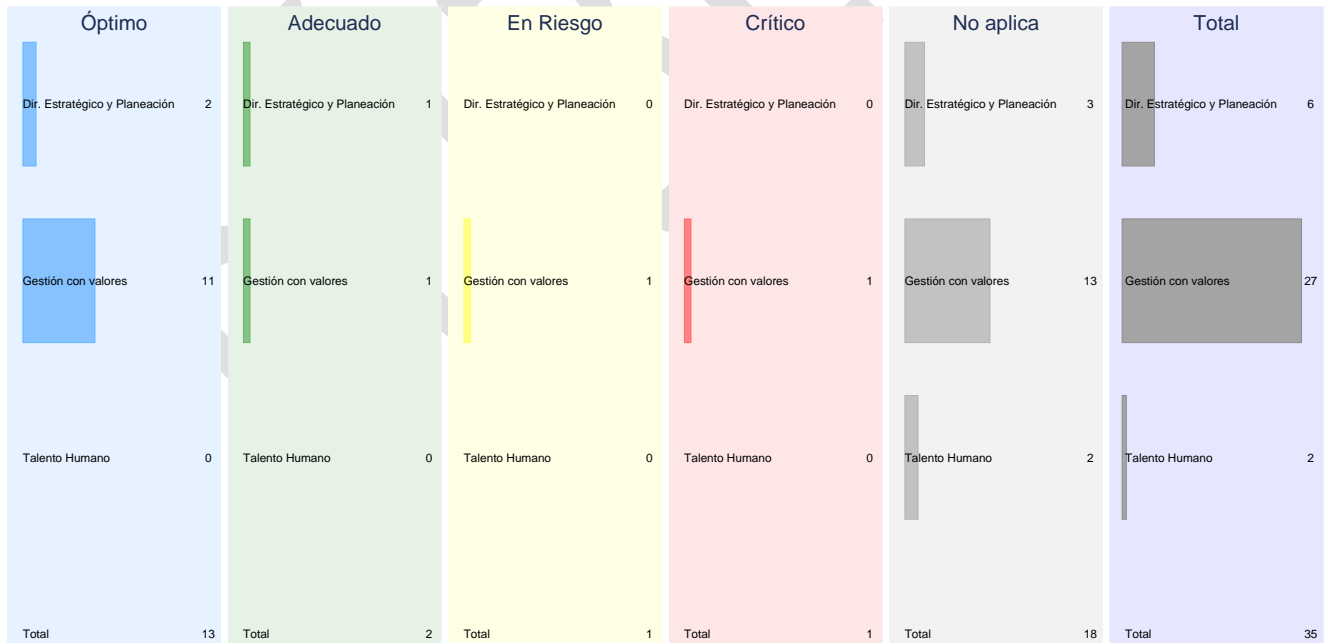 Óptimo
Adecuado
En Riesgo
Crítico
No aplica
Total
Dir. Estratégico y Planeación 2
Dir. Estratégico y Planeación 1
Dir. Estratégico y Planeación 0
Dir. Estratégico y Planeación 0
Dir. Estratégico y Planeación 3
Dir. Estratégico y Planeación 6
Gestión con valores 11
Gestión con valores 1
Gestión con valores 1
Gestión con valores 1
Gestión con valores 13
Gestión con valores 27
Talento Humano 0
Talento Humano 0
Talento Humano 0
Talento Humano 0
Talento Humano 2
Talento Humano 2
Total 13
Total 2
Total 1
Total 1
Total 18
Total 35